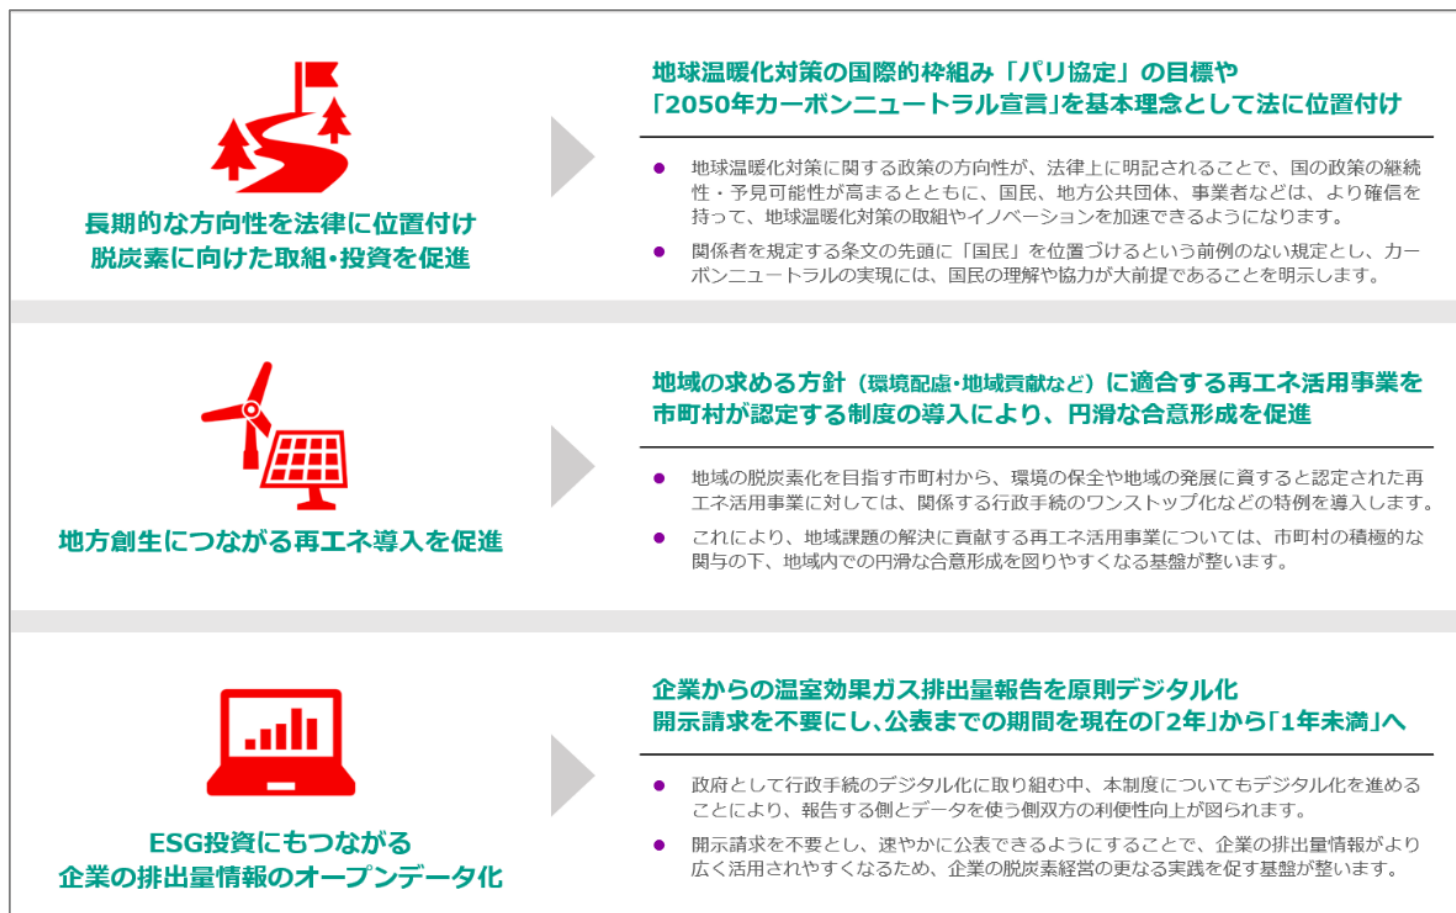 長期的な方向性を法律に位置付け
脱炭素に向けた取組・投資を促進
地球温暖化対策の国際的枠組み「パリ協定」の目標や
「2050年カーボンニュートラル宣言」を基本理念として法に位置付け
● 地球温暖化対策に関する政策の方向性が、法律上に明記されることで、国の政策の継続
性・予見可能性が高まるとともに、国民、地方公共団体、事業者などは、より確信を
持って、地球温暖化対策の取組やイノベーションを加速できるようになります。
● 関係者を規定する条文の先頭に「国民」を位置づけるという前例のない規定とし、カー
ボンニュートラルの実現には、国民の理解や協力が大前提であることを明示します。
地方創生につながる再エネ導入を促進
地域の求める方針（環境配慮・地域貢献など）に適合する再エネ活用事業を
市町村が認定する制度の導入により、円滑な合意形成を促進
● 地域の脱炭素化を目指す市町村から、環境の保全や地域の発展に資すると認定された再
エネ活用事業に対しては、関係する行政手続のワンストップ化などの特例を導入します。
● これにより、地域課題の解決に貢献する再エネ活用事業については、市町村の積極的な
関与の下、地域内での円滑な合意形成を図りやすくなる基盤が整います。
ESG投資にもつながる
企業の排出量情報のオープンデータ化
企業からの温室効果ガス排出量報告を原則デジタル化
開示請求を不要にし、公表までの期間を現在の「2年」から「1年未満」へ
● 政府として行政手続のデジタル化に取り組む中、本制度についてもデジタル化を進める
ことにより、報告する側とデータを使う側双方の利便性向上が図られます。
● 開示請求を不要とし、速やかに公表できるようにすることで、企業の排出量情報がより
広く活用されやすくなるため、企業の脱炭素経営の更なる実践を促す基盤が整います。